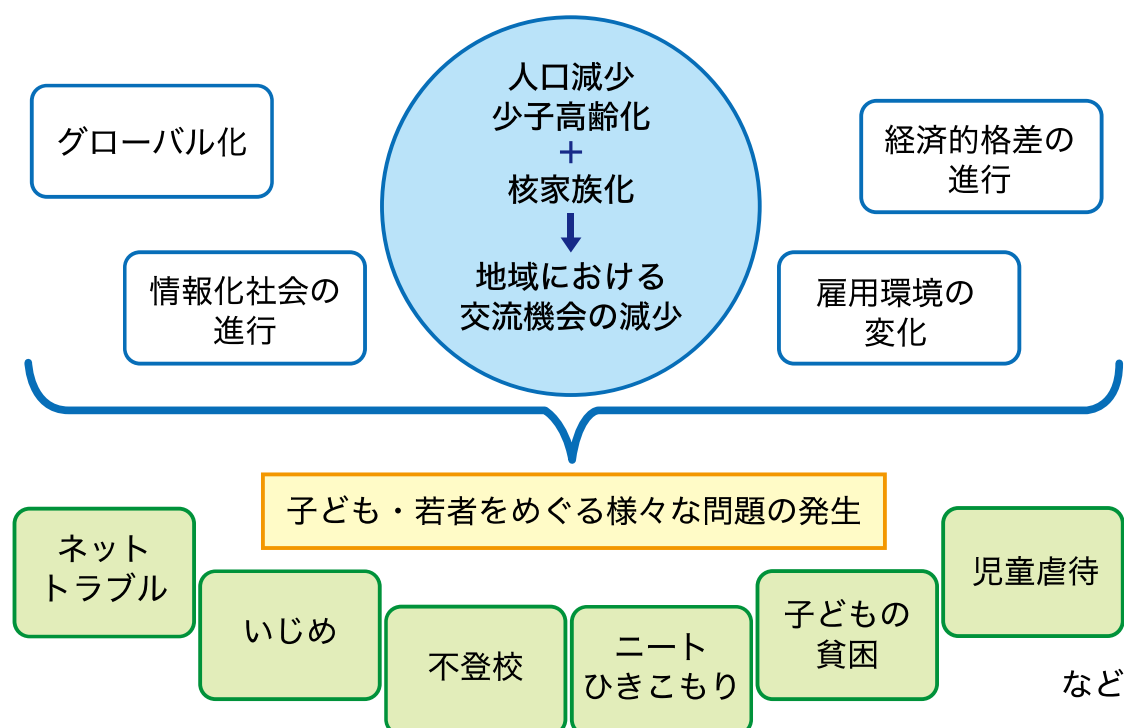 人口減少
少子高齢化
+
核家族化
地域における
交流機会の減少
グローバル化
情報化社会の
進行
経済的格差の
進行
雇用環境の
変化
子ども・若者をめぐる様々な問題の発生
ネット
トラブル
いじめ
不登校
ニート
ひきこもり
子どもの
貧困
児童虐待
など